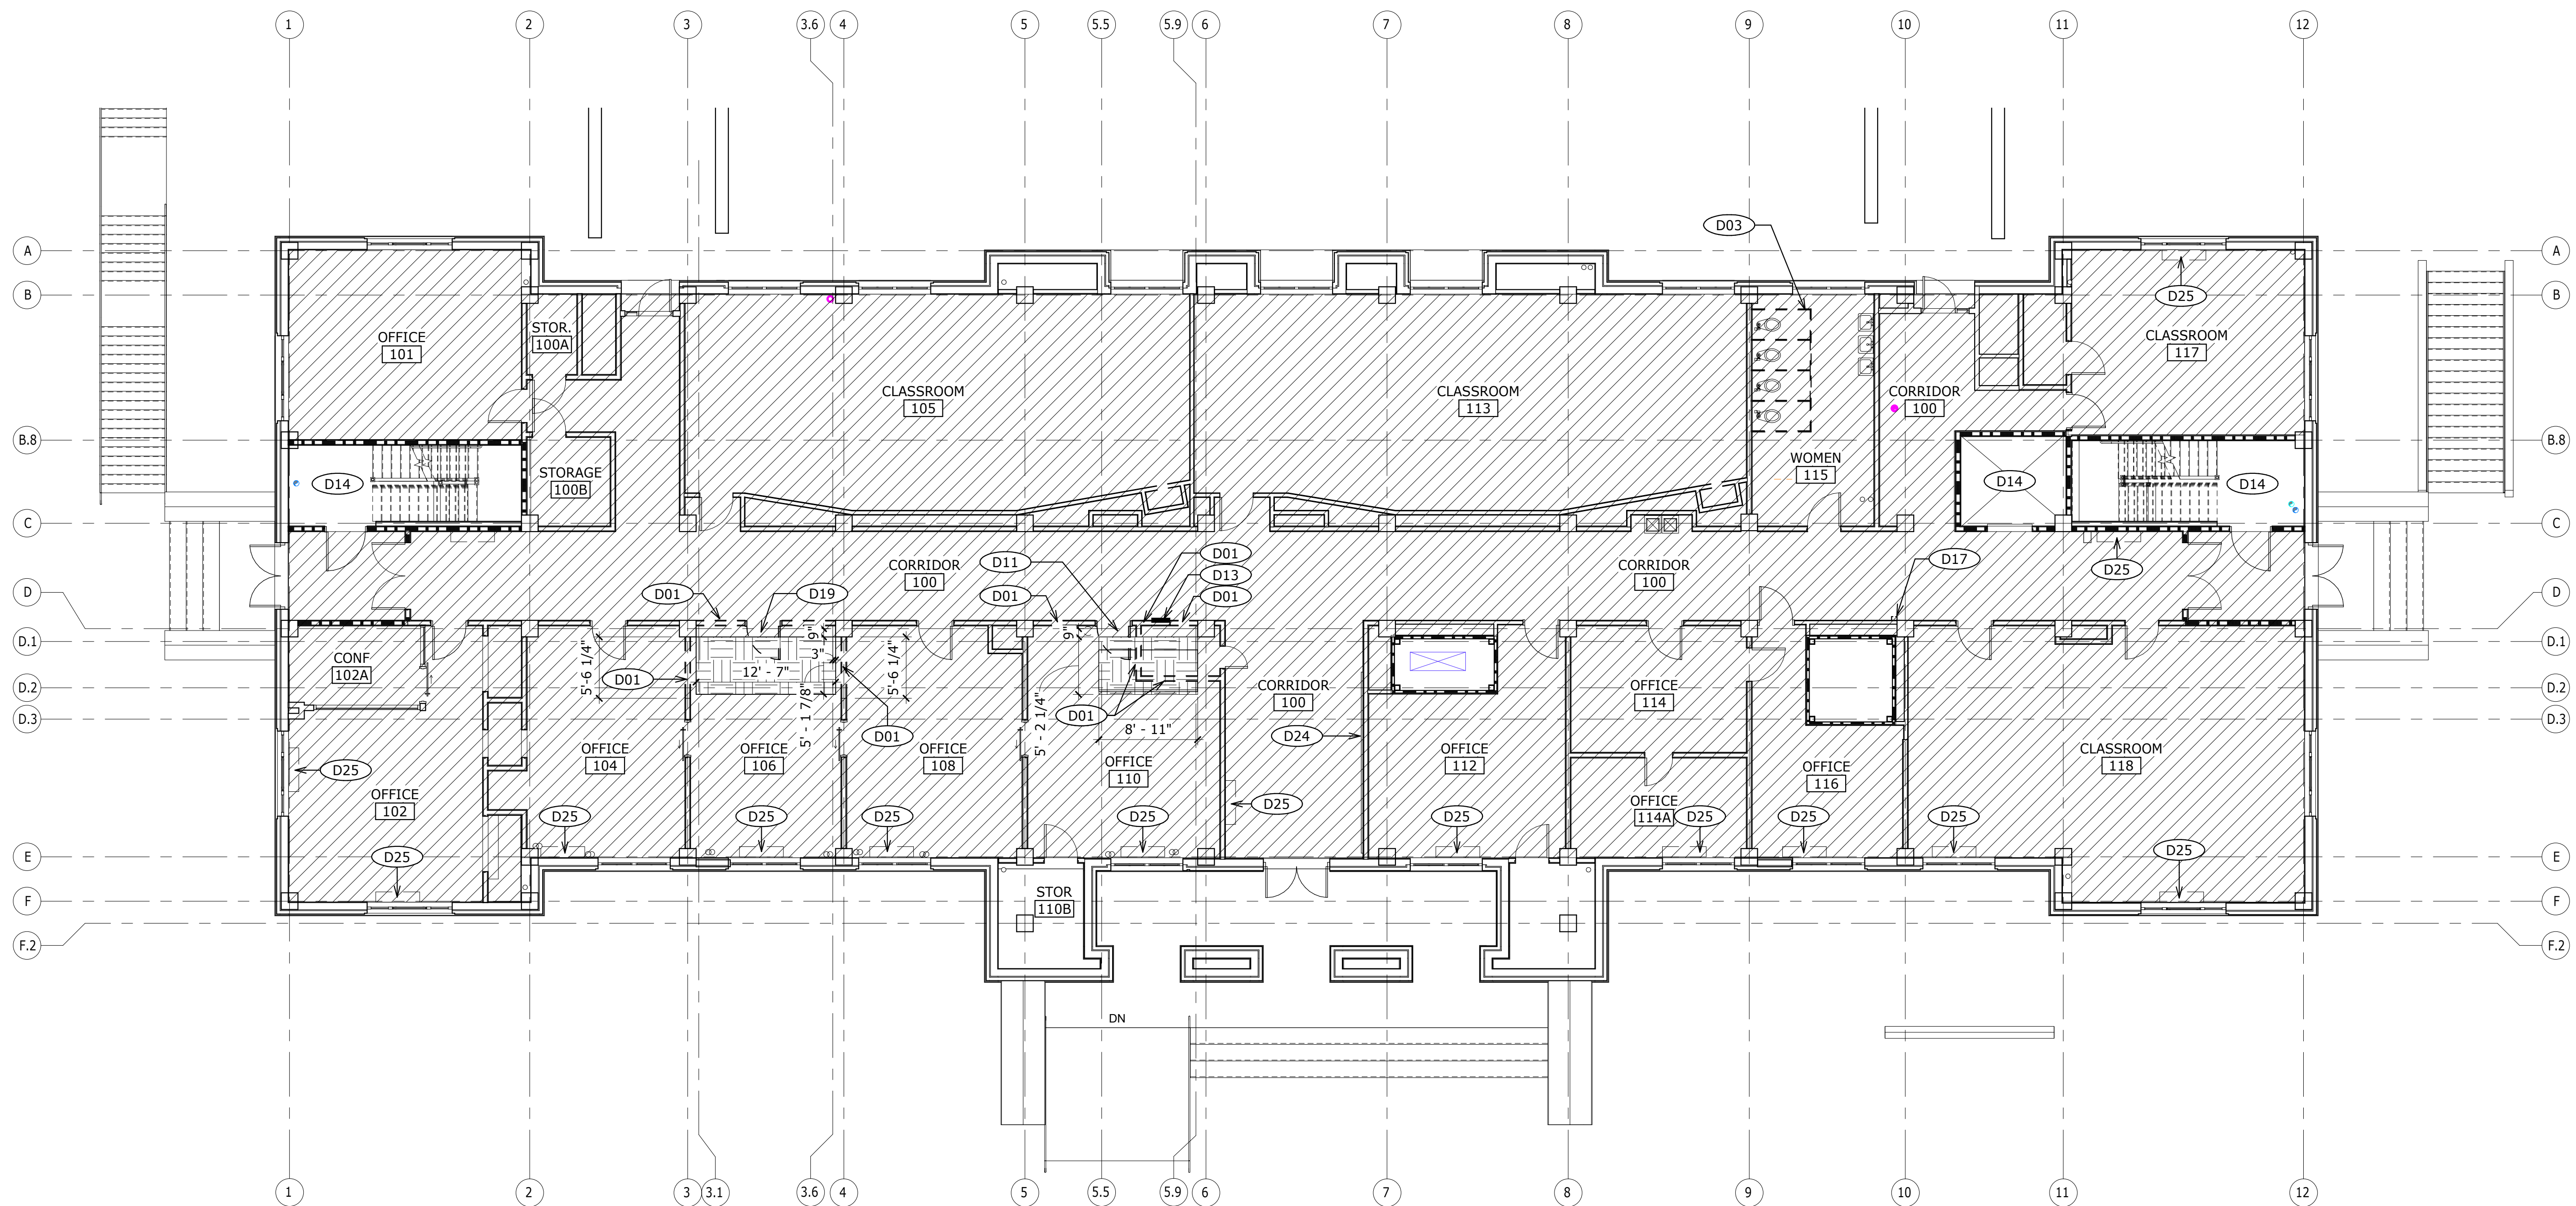 1 2 3 3.6 4 5 5.5 5.9 6 7 8 9 10 11 12
D03
A A
B B
D25
STOR.
100A
OFFICE
101
CLASSROOM
117
CLASSROOM
105
CLASSROOM
113
CORRIDOR
100
B.8 B.8
WOMEN
115
STORAGE
100B
D14
D14
D14
C C
D01
D11
D13
D17
CORRIDOR
100
CORRIDOR
100
D25
D01
D19
D01
D01
D D
9"
9"
D.1 D.1
3"
CONF
102A
5'-6 1/4"
12' - 7"
5'-6 1/4"
D01
CORRIDOR
100
OFFICE
114
D.2 D.2
D01
D.3 D.3
5' - 1 7/8"
5' - 2 1/4"
8' - 11"
D01
D24
OFFICE
104
OFFICE
106
OFFICE
108
OFFICE
110
OFFICE
112
CLASSROOM
118
D25
OFFICE
116
OFFICE
102
D25
OFFICE
114A
D25 D25 D25 D25 D25 D25 D25 D25
E E
D25
D25
STOR
110B
F F
F.2 F.2
DN
1 2 3 3.1 3.6 4 5 5.5 5.9 6 7 8 9 10 11 12